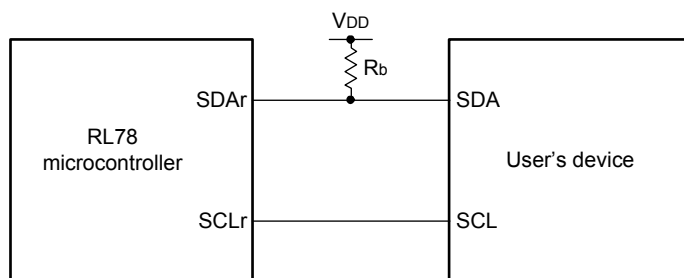 VDD
Rb
SDAr
SDA
RL78
microcontroller
User's device
SCLr
SCL